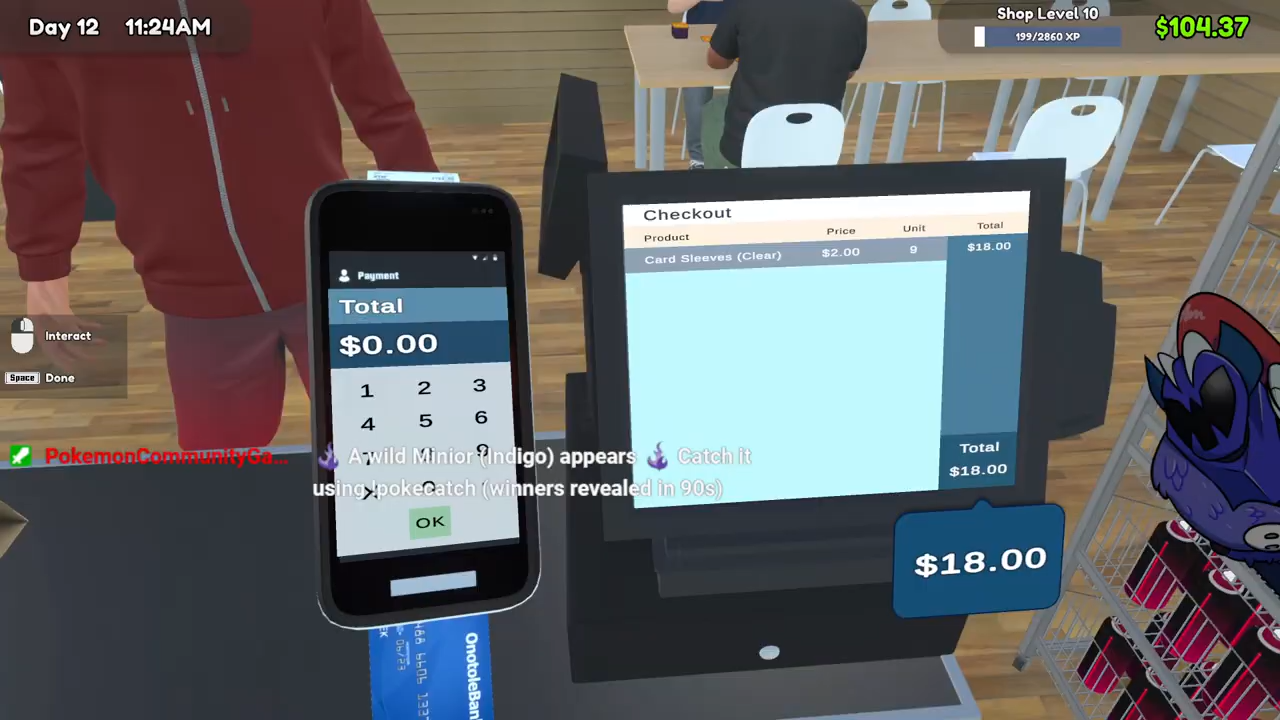 Day 12 11:24AM
Shop Level 10
199/2860 XP
$104.37
Checkout
Product Price Unit Total
Card Sleeves (Clear) $2.00 9 $18.00
Total
$18.00
$18.00
Payment
Total
$0.00
1 2 3
4 5 6
9
OK
Interact
Space Done
PokemonCommunityGa... A wild Minior (Indigo) appears Catch it
using !pokecatch (winners revealed in 90s)
OnotoleBank